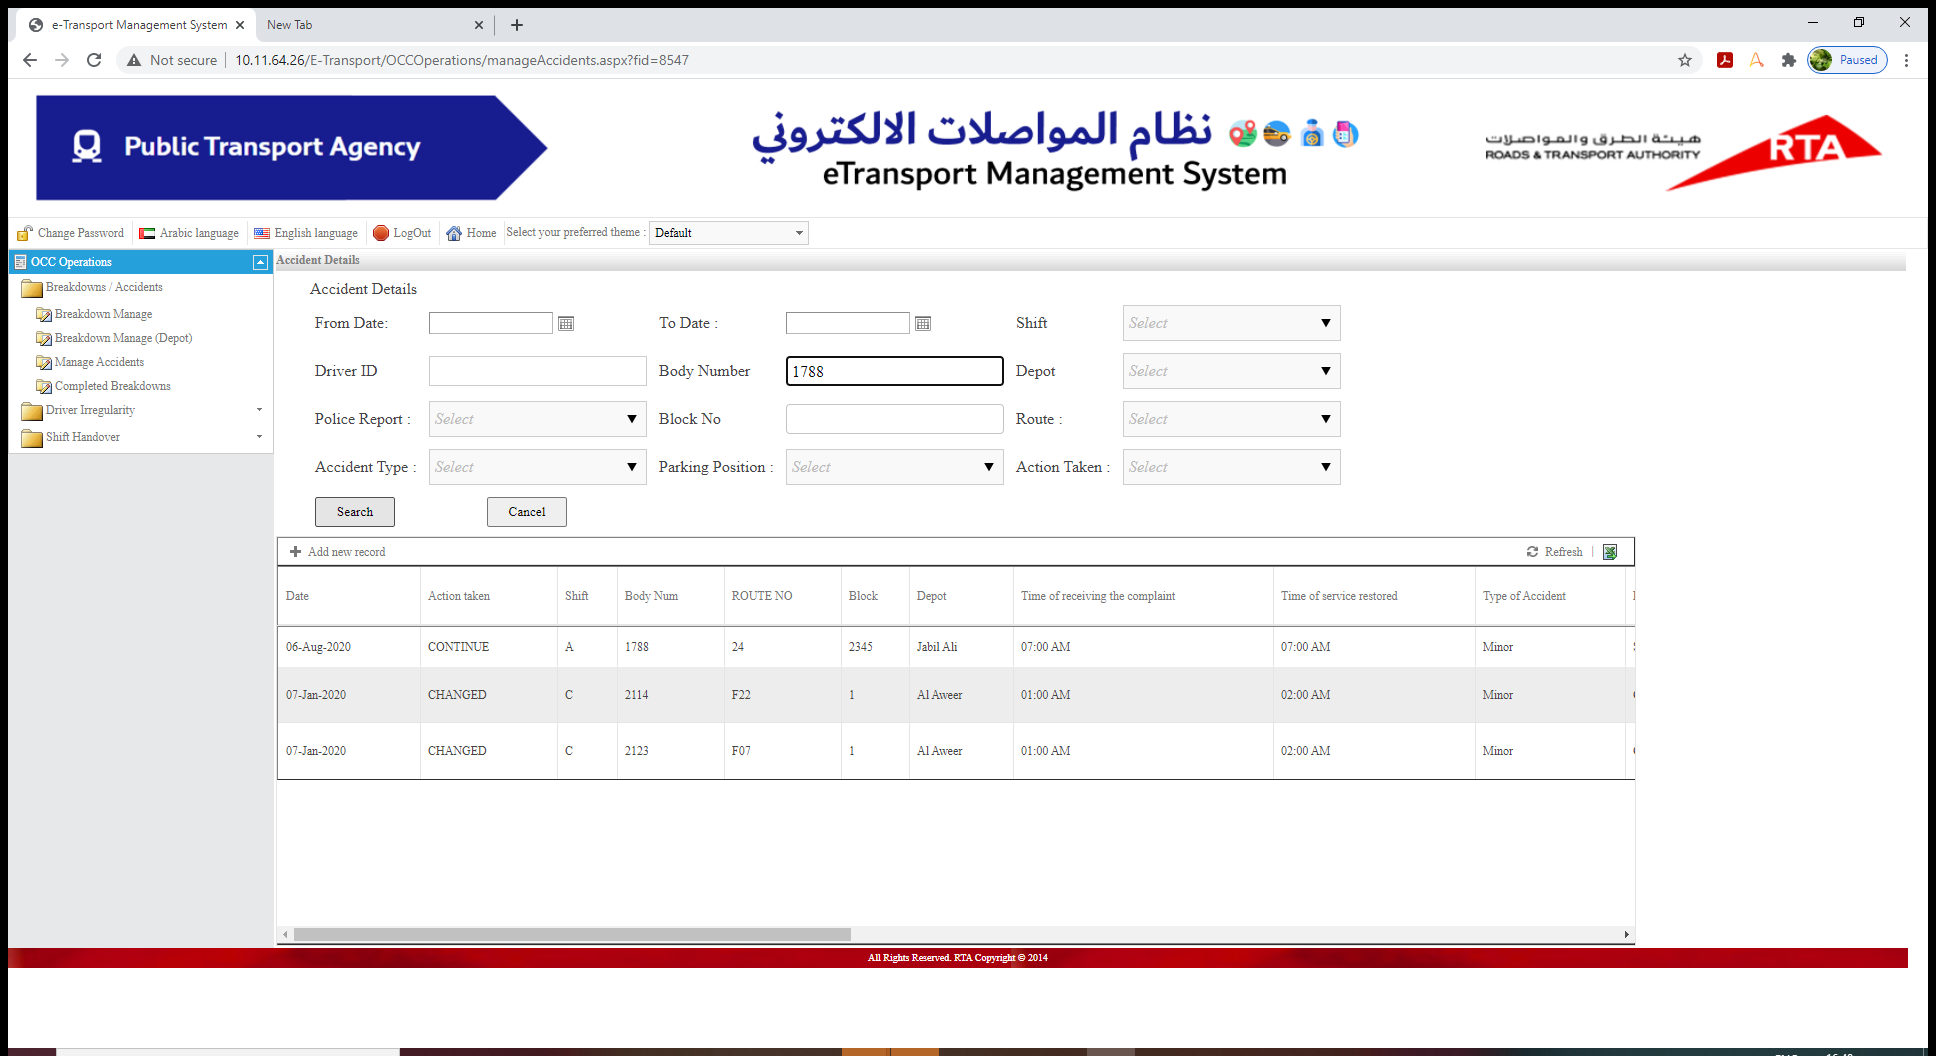 e-Transport Management System
New Tab
Not secure
10.11.64.26/E-Transport/OCCOperations/manageAccidents.aspx?fid=8547
Paused
Public Transport Agency
نظام المواصلات الالكتروني
eTransport Management System
هيئة الطرق والمواصلات
ROADS & TRANSPORT AUTHORITY
RTA
Change Password
Arabic language
English language
LogOut
Home
Select your preferred theme :
Default
OCC Operations
Breakdowns / Accidents
Breakdown Manage
Breakdown Manage (Depot)
Manage Accidents
Completed Breakdowns
Driver Irregularity
Shift Handover
Accident Details
Accident Details
From Date:
To Date :
Shift
Select
Driver ID
Body Number
1788
Depot
Select
Police Report :
Select
Block No
Route :
Select
Accident Type :
Select
Parking Position :
Select
Action Taken :
Select
Search
Cancel
Add new record
Refresh
Date Action taken Shift Body Num ROUTE NO Block Depot Time of receiving the complaint Time of service restored Type of Accident
06-Aug-2020 CONTINUE A 1788 24 2345 Jabil Ali 07:00 AM 07:00 AM Minor
07-Jan-2020 CHANGED C 2114 F22 1 Al Aweer 01:00 AM 02:00 AM Minor
07-Jan-2020 CHANGED C 2123 F07 1 Al Aweer 01:00 AM 02:00 AM Minor
All Rights Reserved. RTA Copyright © 2014